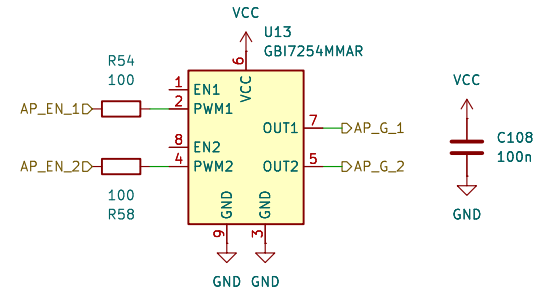 VCC
U13
GBI7254MMAR
R54
100
6
VCC
VCC
1
EN1
AP_EN_1
2
PWM1
7
OUT1
AP_G_1
8
EN2
C108
100n
AP_EN_2
4
PWM2
5
OUT2
AP_G_2
100
R58
GND
GND
GND
9
3
GND
GND